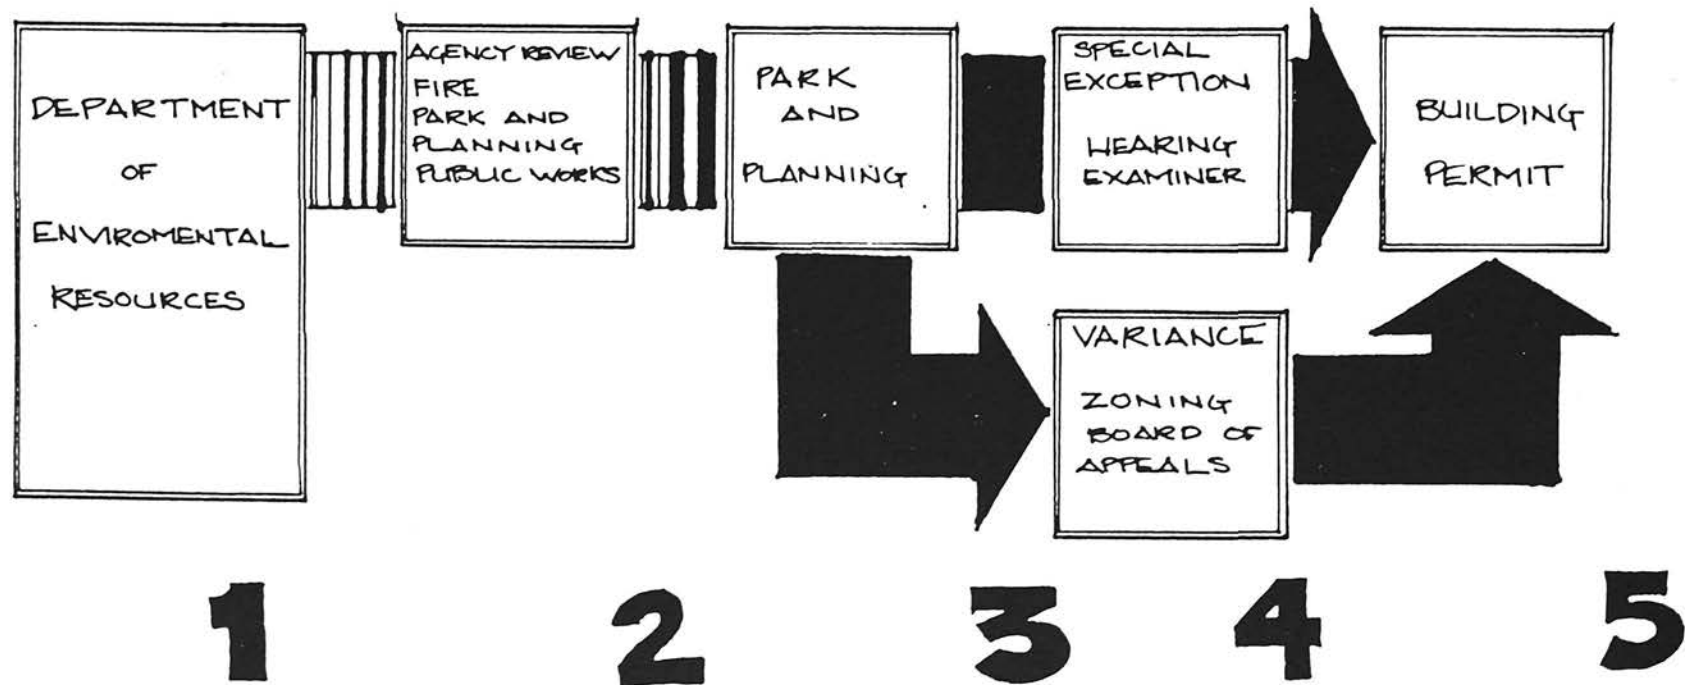 DEPARTMENT
OF
ENVIROMENTAL
RESOURCES
AGENCY REVIEW
FIRE
PARK AND
PLANNING
PUBLIC WORKS
PARK
AND
PLANNING
SPECIAL
EXCEPTION
HEARING
EXAMINER
BUILDING
PERMIT
VARIANCE
ZONING
BOARD OF
APPEALS
1 2 3 4 5